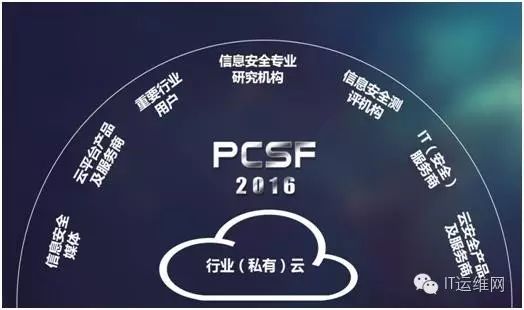 信息安全专业
研究机构
重要行业
用户
信息安全测
评机构
云平台产品
及服务商
IT（安全）
服务商
信息安全
媒体
云安全产品
及服务商
PCSF
2016
行业（私有）云
IT运维网